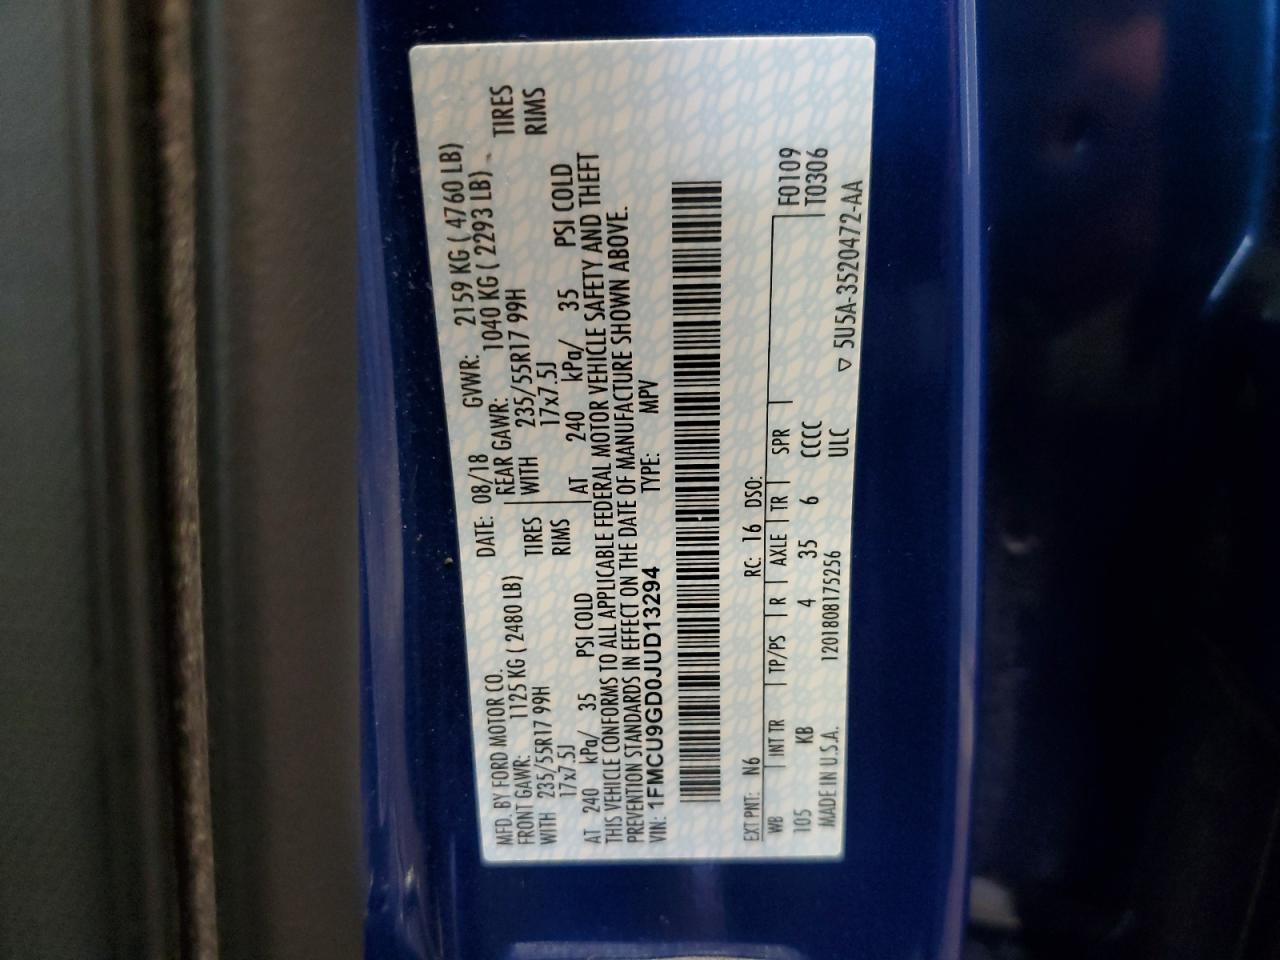 MFD. BY FORD MOTOR CO. DATE: 08/18 GVWR: 2159 KG ( 4760 LB)
FRONT GAWR: 1125 KG ( 2480 LB) REAR GAWR: 1040 KG ( 2293 LB)
WITH 235/55R17 99H TIRES WITH 235/55R17 99H TIRES
17x7.5J RIMS 17x7.5J RIMS
AT 240 kPa/ 35 PSI COLD AT 240 kPa/ 35 PSI COLD
THIS VEHICLE CONFORMS TO ALL APPLICABLE FEDERAL MOTOR VEHICLE SAFETY AND THEFT
PREVENTION STANDARDS IN EFFECT ON THE DATE OF MANUFACTURE SHOWN ABOVE.
VIN: 1FMCU9GD0JUD13294 TYPE: MPV
EXT PNT: N6 RC: 16 DSO:
WB INT TR TP/PS R AXLE TR SPR F0109
105 KB 4 35 6 CCCC T0306
MADE IN U.S.A. 1201808175256 ULC ▽ 5U5A-3520472-AA